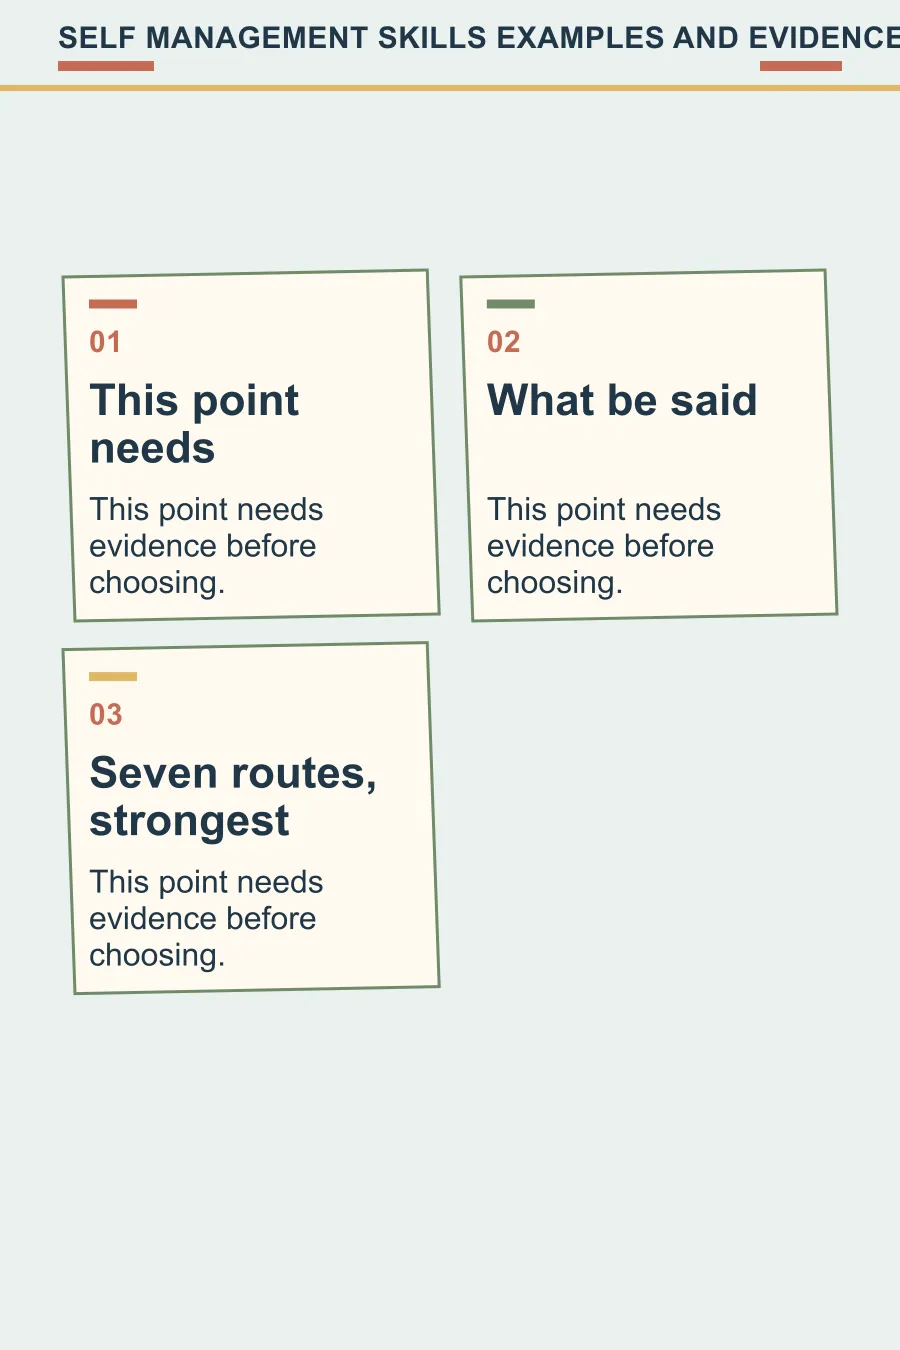 SELF MANAGEMENT SKILLS EXAMPLES AND EVIDENCE
01
This point
needs
This point needs
evidence before
choosing.
02
What be said
This point needs
evidence before
choosing.
03
Seven routes,
strongest
This point needs
evidence before
choosing.